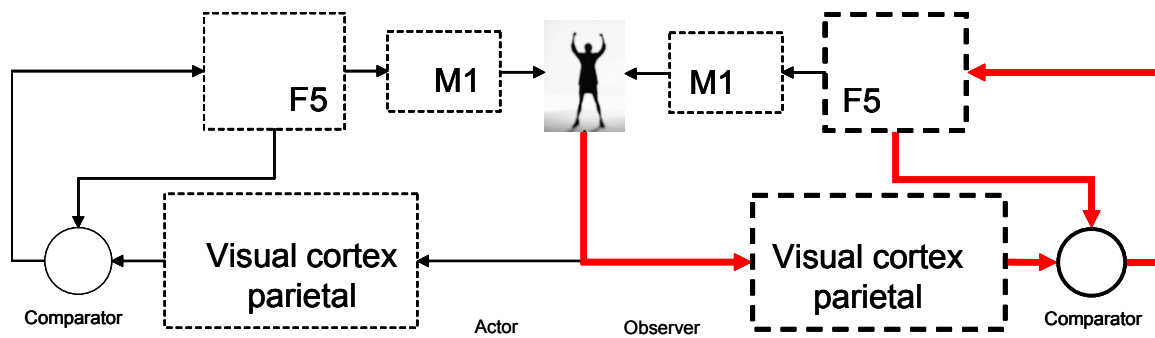 F5
M1
M1
F5
Visual cortex
parietal
Visual cortex
parietal
Comparator
Actor
Observer
Comparator